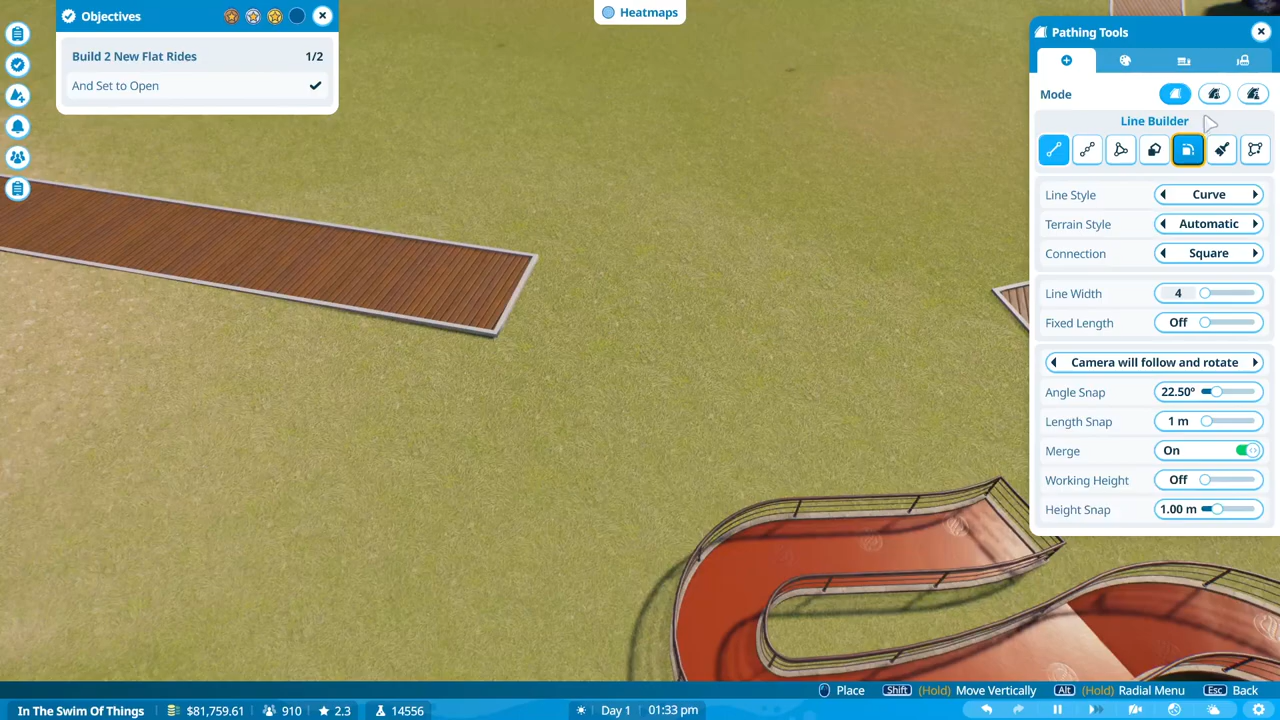 Objectives
Build 2 New Flat Rides 1/2
And Set to Open
Heatmaps
Pathing Tools
Mode
Line Builder
Line Style Curve
Terrain Style Automatic
Connection Square
Line Width 4
Fixed Length Off
Camera will follow and rotate
Angle Snap 22.50°
Length Snap 1 m
Merge On
Working Height Off
Height Snap 1.00 m
Place Shift (Hold) Move Vertically Alt (Hold) Radial Menu Esc Back
In The Swim Of Things $81,759.61 910 2.3 14556 Day 1 01:33 pm